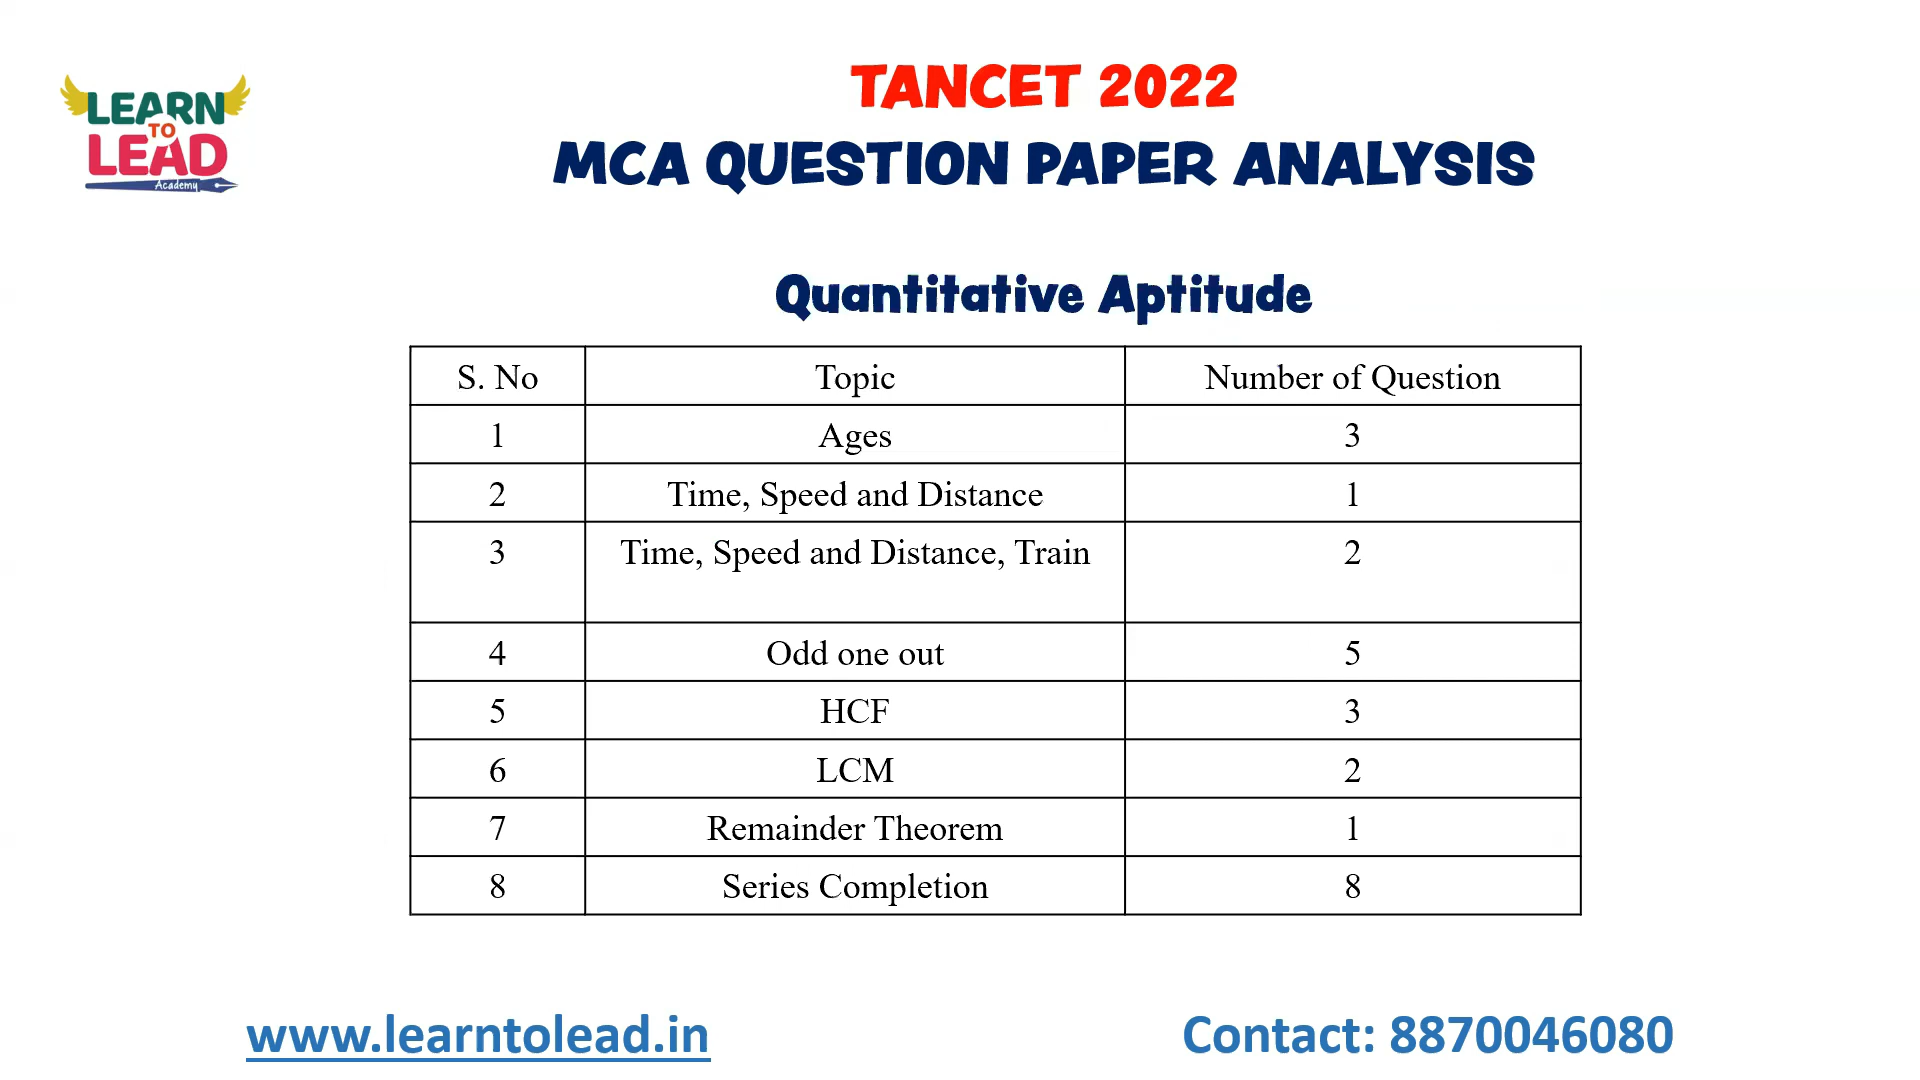 LEARN
TO
LEAD
Academy
TANCET 2022
MCA QUESTION PAPER ANALYSIS
Quantitative Aptitude
S. No Topic Number of Question
1 Ages 3
2 Time, Speed and Distance 1
3 Time, Speed and Distance, Train 2
4 Odd one out 5
5 HCF 3
6 LCM 2
7 Remainder Theorem 1
8 Series Completion 8
www.learntolead.in Contact: 8870046080